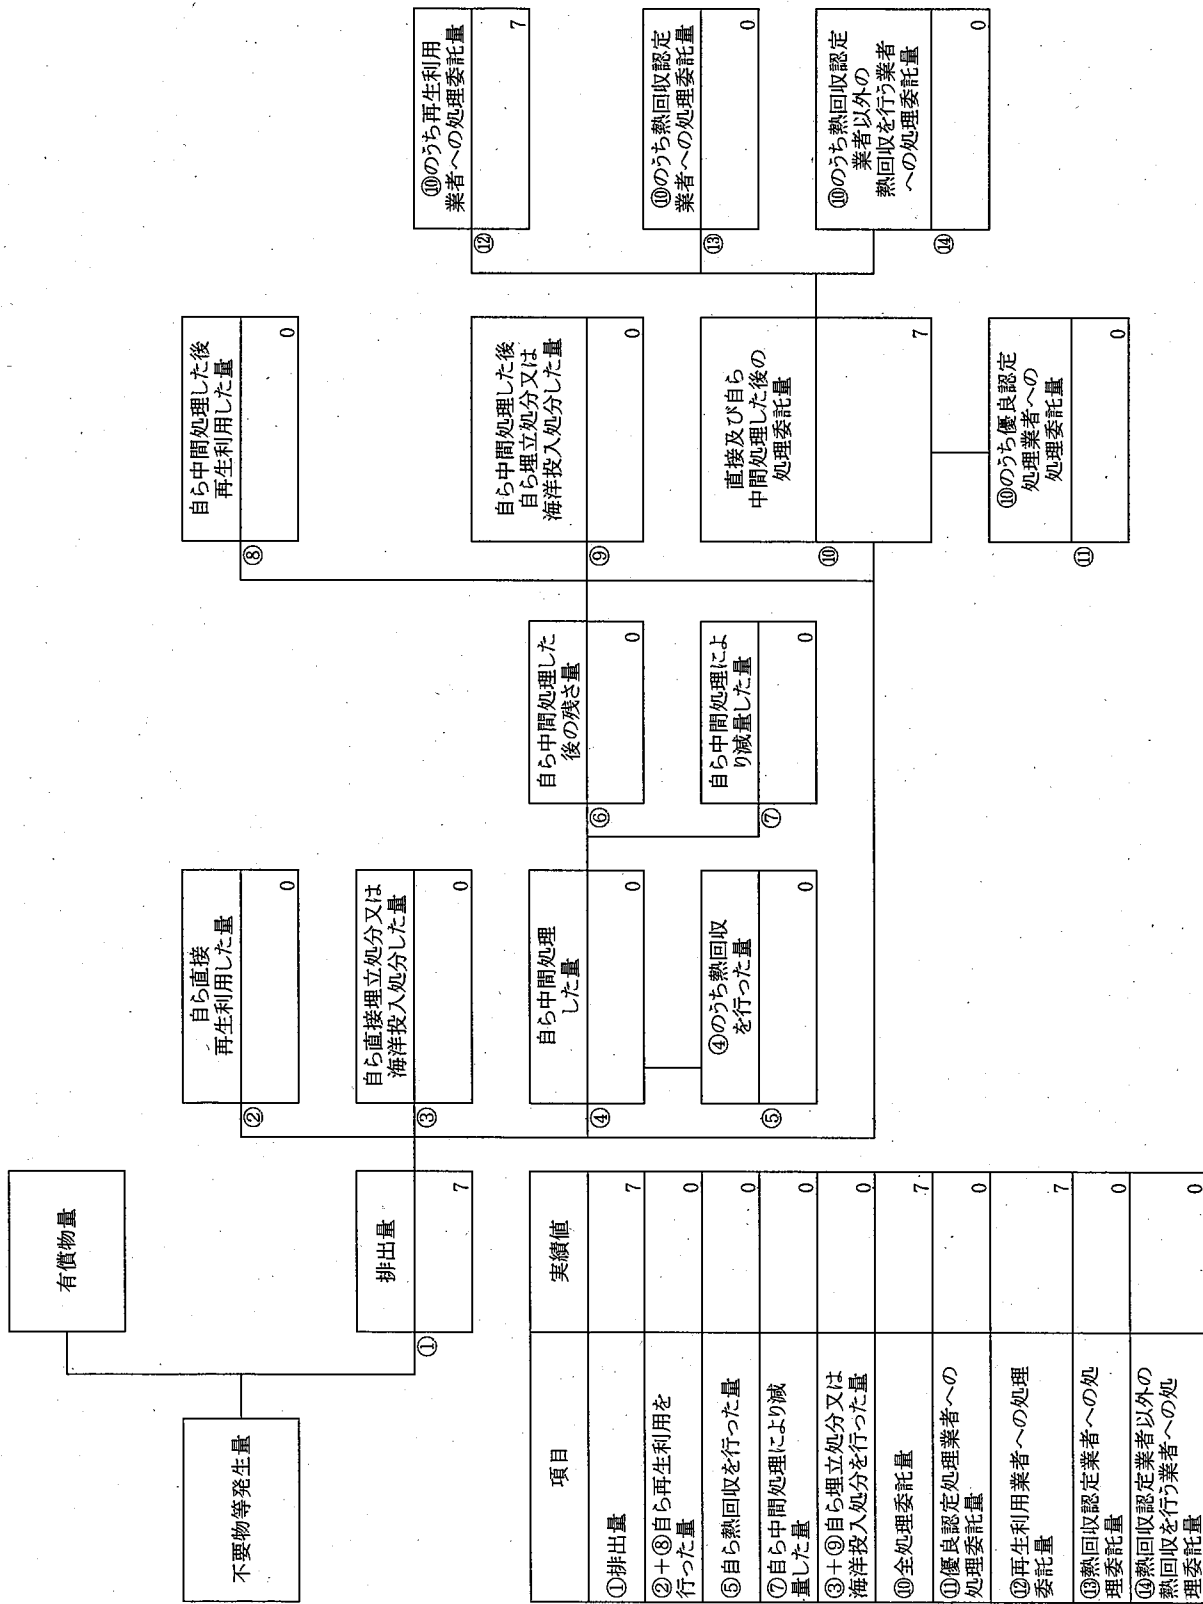 不要物等発生量
有償物量
①
排出量
7
②
自ら直接
再生利用した量
0
③
自ら直接埋立処分又は
海洋投入処分した量
0
④
自ら中間処理
した量
0
⑤
④のうち熱回収
を行った量
0
⑥
自ら中間処理した
後の残さ量
0
⑦
自ら中間処理によ
り減量した量
0
⑧
自ら中間処理した後
再生利用した量
0
⑨
自ら中間処理した後
自ら埋立処分又は
海洋投入処分した量
0
⑩
直接及び自ら
中間処理した後の
処理委託量
7
⑪
⑩のうち優良認定
処理業者への
処理委託量
0
⑫
⑩のうち再生利用
業者への処理委託量
7
⑬
⑩のうち熱回収認定
業者への処理委託量
0
⑭
⑩のうち熱回収認定
業者以外の
熱回収を行う業者
への処理委託量
0
項目 実績値
①排出量 7
②+⑧自ら再生利用を
行った量 0
⑤自ら熱回収を行った量 0
⑦自ら中間処理により減
量した量 0
③+⑨自ら埋立処分又は
海洋投入処分を行った量 0
⑩全処理委託量 7
⑪優良認定処理業者への
処理委託量 0
⑫再生利用業者への処理
委託量 7
⑬熱回収認定業者への処
理委託量 0
⑭熱回収認定業者以外の
熱回収を行う業者への処
理委託量 0